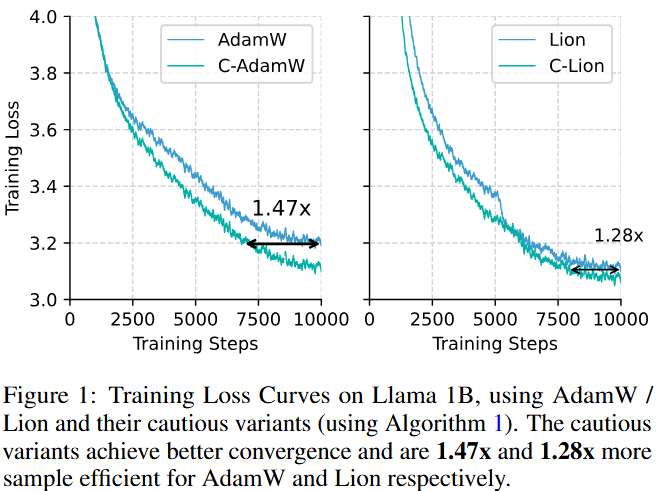 4.0
3.8
3.6
3.4
3.2
3.0
Training Loss
AdamW
C-AdamW
1.47x
0 2500 5000 7500 10000
Training Steps
Lion
C-Lion
1.28x
0 2500 5000 7500 10000
Training Steps
Figure 1: Training Loss Curves on Llama 1B, using AdamW /
Lion and their cautious variants (using Algorithm 1). The cautious
variants achieve better convergence and are 1.47x and 1.28x more
sample efficient for AdamW and Lion respectively.